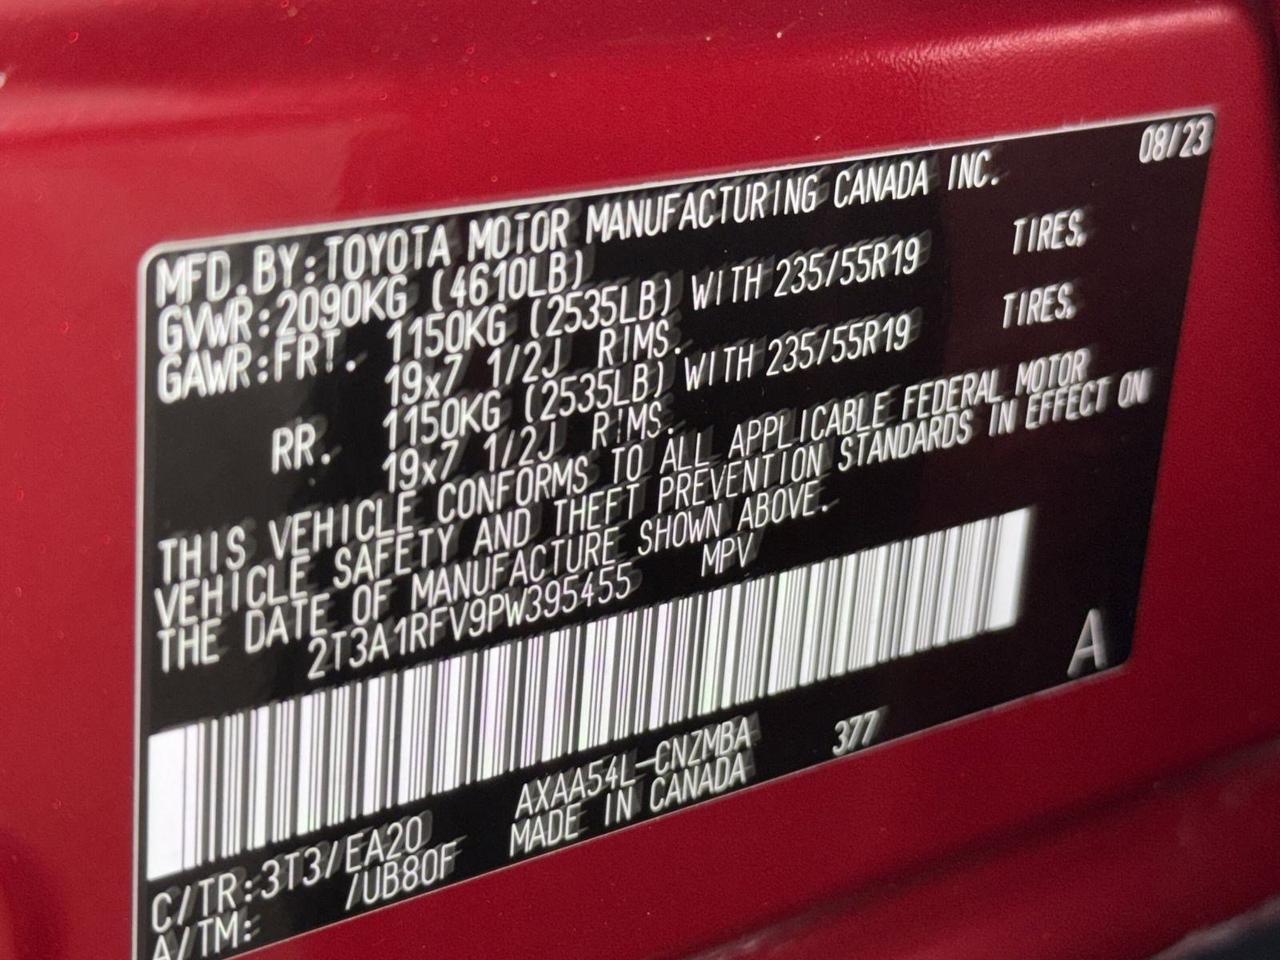 08/23
MFD.BY:TOYOTA MOTOR MANUFACTURING CANADA INC.
GVWR:2090KG (4610LB)
GAWR:FRT. 1150KG (2535LB) WITH 235/55R19 TIRES,
19x7 1/2J RIMS.
RR. 1150KG (2535LB) WITH 235/55R19 TIRES,
19x7 1/2J RIMS.
THIS VEHICLE CONFORMS TO ALL APPLICABLE FEDERAL MOTOR
VEHICLE SAFETY AND THEFT PREVENTION STANDARDS IN EFFECT ON
THE DATE OF MANUFACTURE SHOWN ABOVE.
2T3A1RFV9PW395455 MPV
A
AXAA54L-CNZMBA 377
C/TR:3T3/EA20 MADE IN CANADA
A/TM: /UB80F